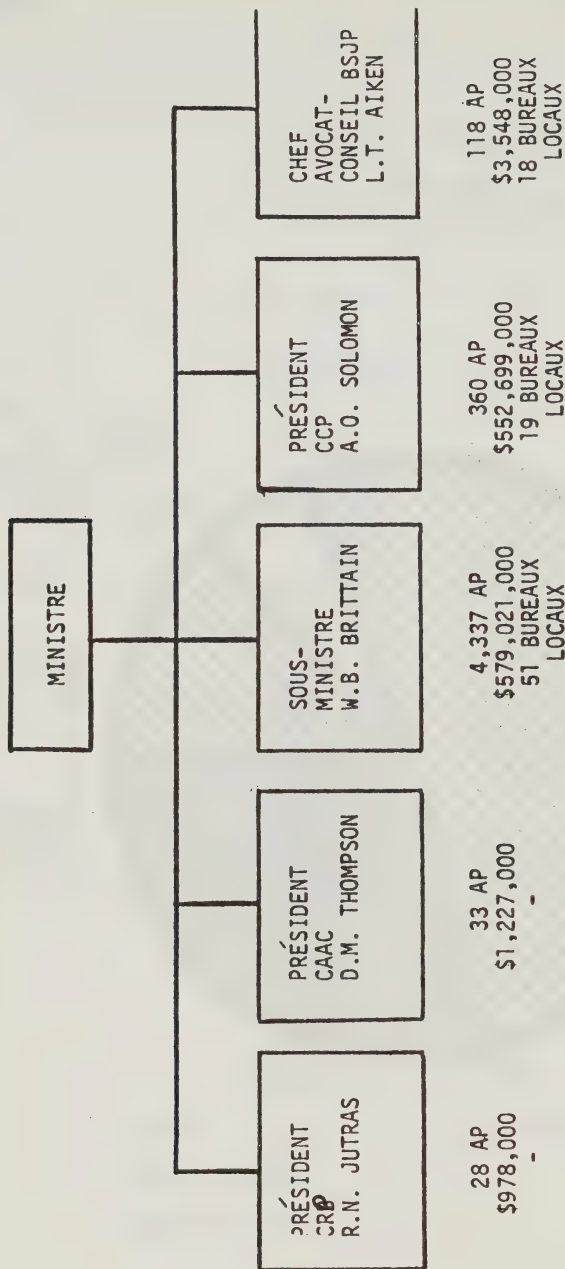 MINISTRE
PRÉSIDENT
CRP
R.N. JUTRAS
28 AP
$978,000
-
PRÉSIDENT
CAAC
D.M. THOMPSON
33 AP
$1,227,000
-
SOUS-
MINISTRE
W.B. BRITTAIN
4,337 AP
$579,021,000
51 BUREAUX
LOCAUX
PRÉSIDENT
CCP
A.O. SOLOMON
360 AP
$552,699,000
19 BUREAUX
LOCAUX
CHEF
AVOCAT-
CONSEIL BSJP
L.T. AIKEN
118 AP
$3,548,000
18 BUREAUX
LOCAUX